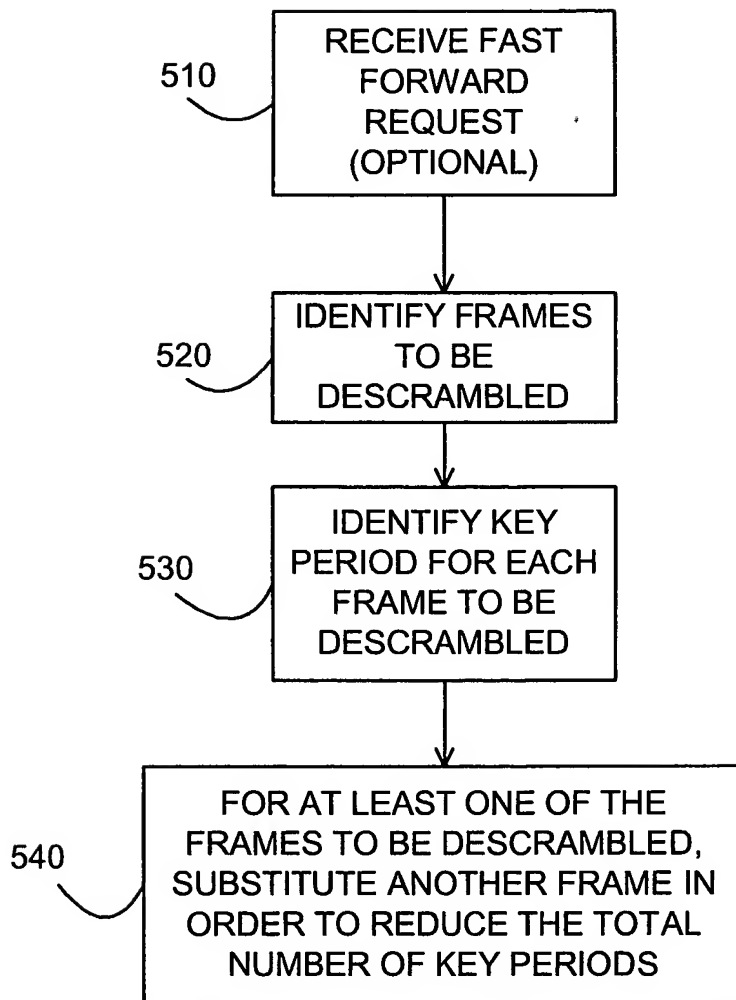 510
RECEIVE FAST
FORWARD
REQUEST
(OPTIONAL)
520
IDENTIFY FRAMES
TO BE
DESCRAMBLED
530
IDENTIFY KEY
PERIOD FOR EACH
FRAME TO BE
DESCRAMBLED
540
FOR AT LEAST ONE OF THE
FRAMES TO BE DESCRAMBLED,
SUBSTITUTE ANOTHER FRAME IN
ORDER TO REDUCE THE TOTAL
NUMBER OF KEY PERIODS